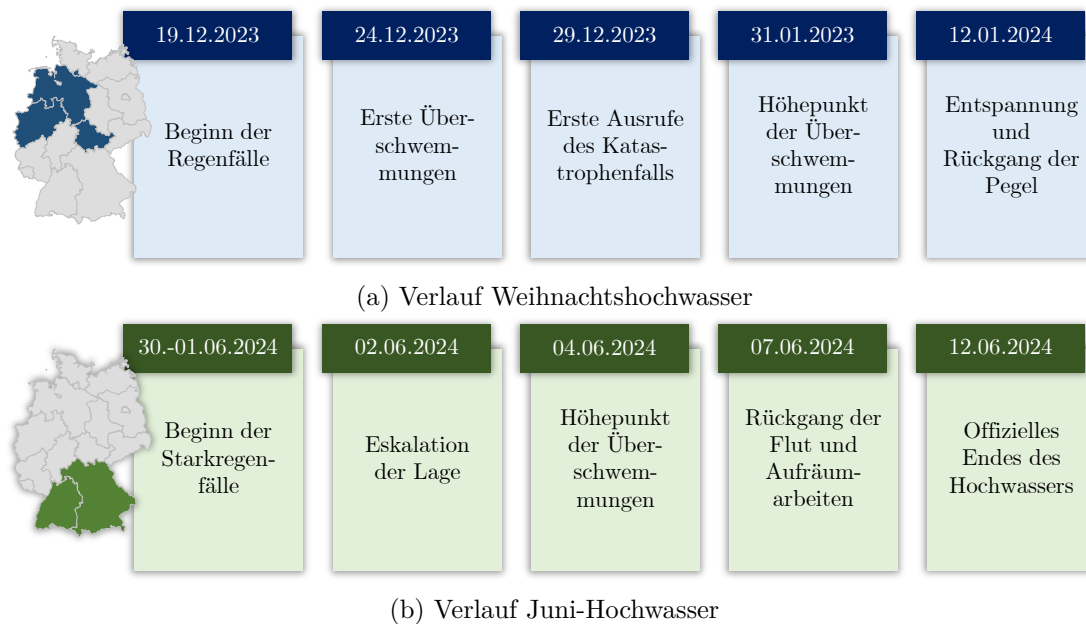 19.12.2023
24.12.2023
29.12.2023
31.01.2023
12.01.2024
Beginn der
Regenfälle
Erste Über-
schwem-
mungen
Erste Ausrufe
des Katas-
trophenfalls
Höhepunkt
der Über-
schwem-
mungen
Entspannung
und
Rückgang der
Pegel
(a) Verlauf Weihnachtshochwasser
30.-01.06.2024
02.06.2024
04.06.2024
07.06.2024
12.06.2024
Beginn der
Starkregen-
fälle
Eskalation
der Lage
Höhepunkt
der Über-
schwem-
mungen
Rückgang der
Flut und
Aufräum-
arbeiten
Offizielles
Endes des
Hochwassers
(b) Verlauf Juni-Hochwasser